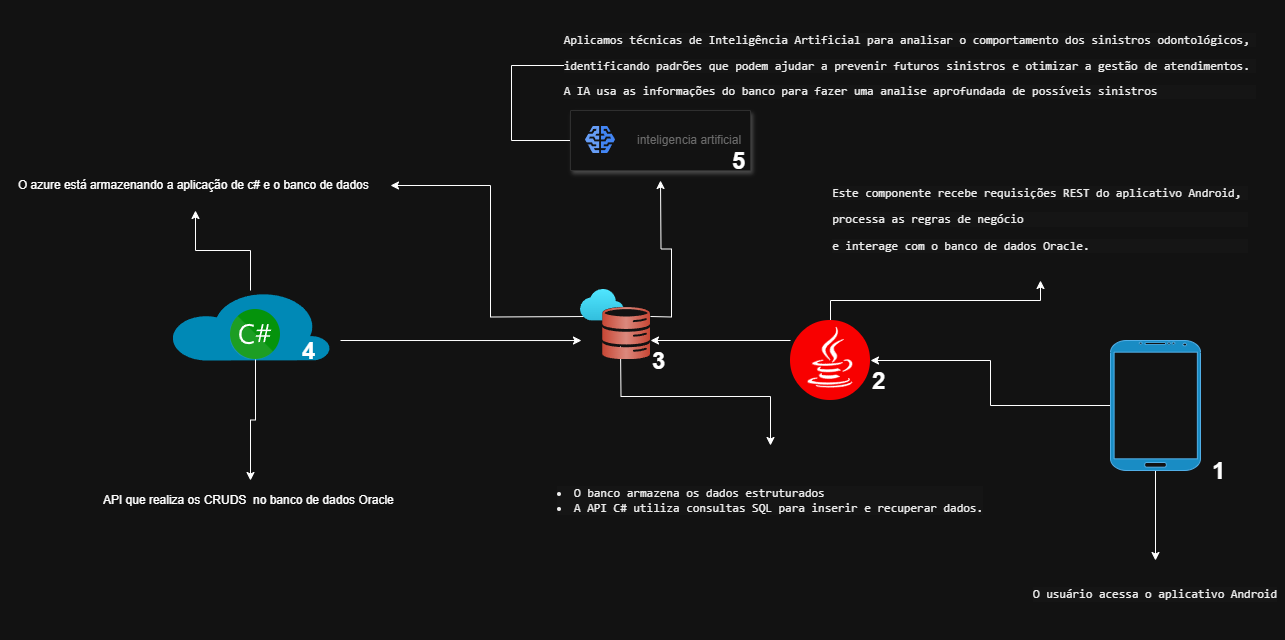 Aplicamos técnicas de Inteligência Artificial para analisar o comportamento dos sinistros odontológicos,
identificando padrões que podem ajudar a prevenir futuros sinistros e otimizar a gestão de atendimentos.
A IA usa as informações do banco para fazer uma analise aprofundada de possíveis sinistros
inteligencia artificial
5
O azure está armazenando a aplicação de c# e o banco de dados
Este componente recebe requisições REST do aplicativo Android,
processa as regras de negócio
e interage com o banco de dados Oracle.
C#
4
3
2
1
API que realiza os CRUDS no banco de dados Oracle
• O banco armazena os dados estruturados
• A API C# utiliza consultas SQL para inserir e recuperar dados.
O usuário acessa o aplicativo Android